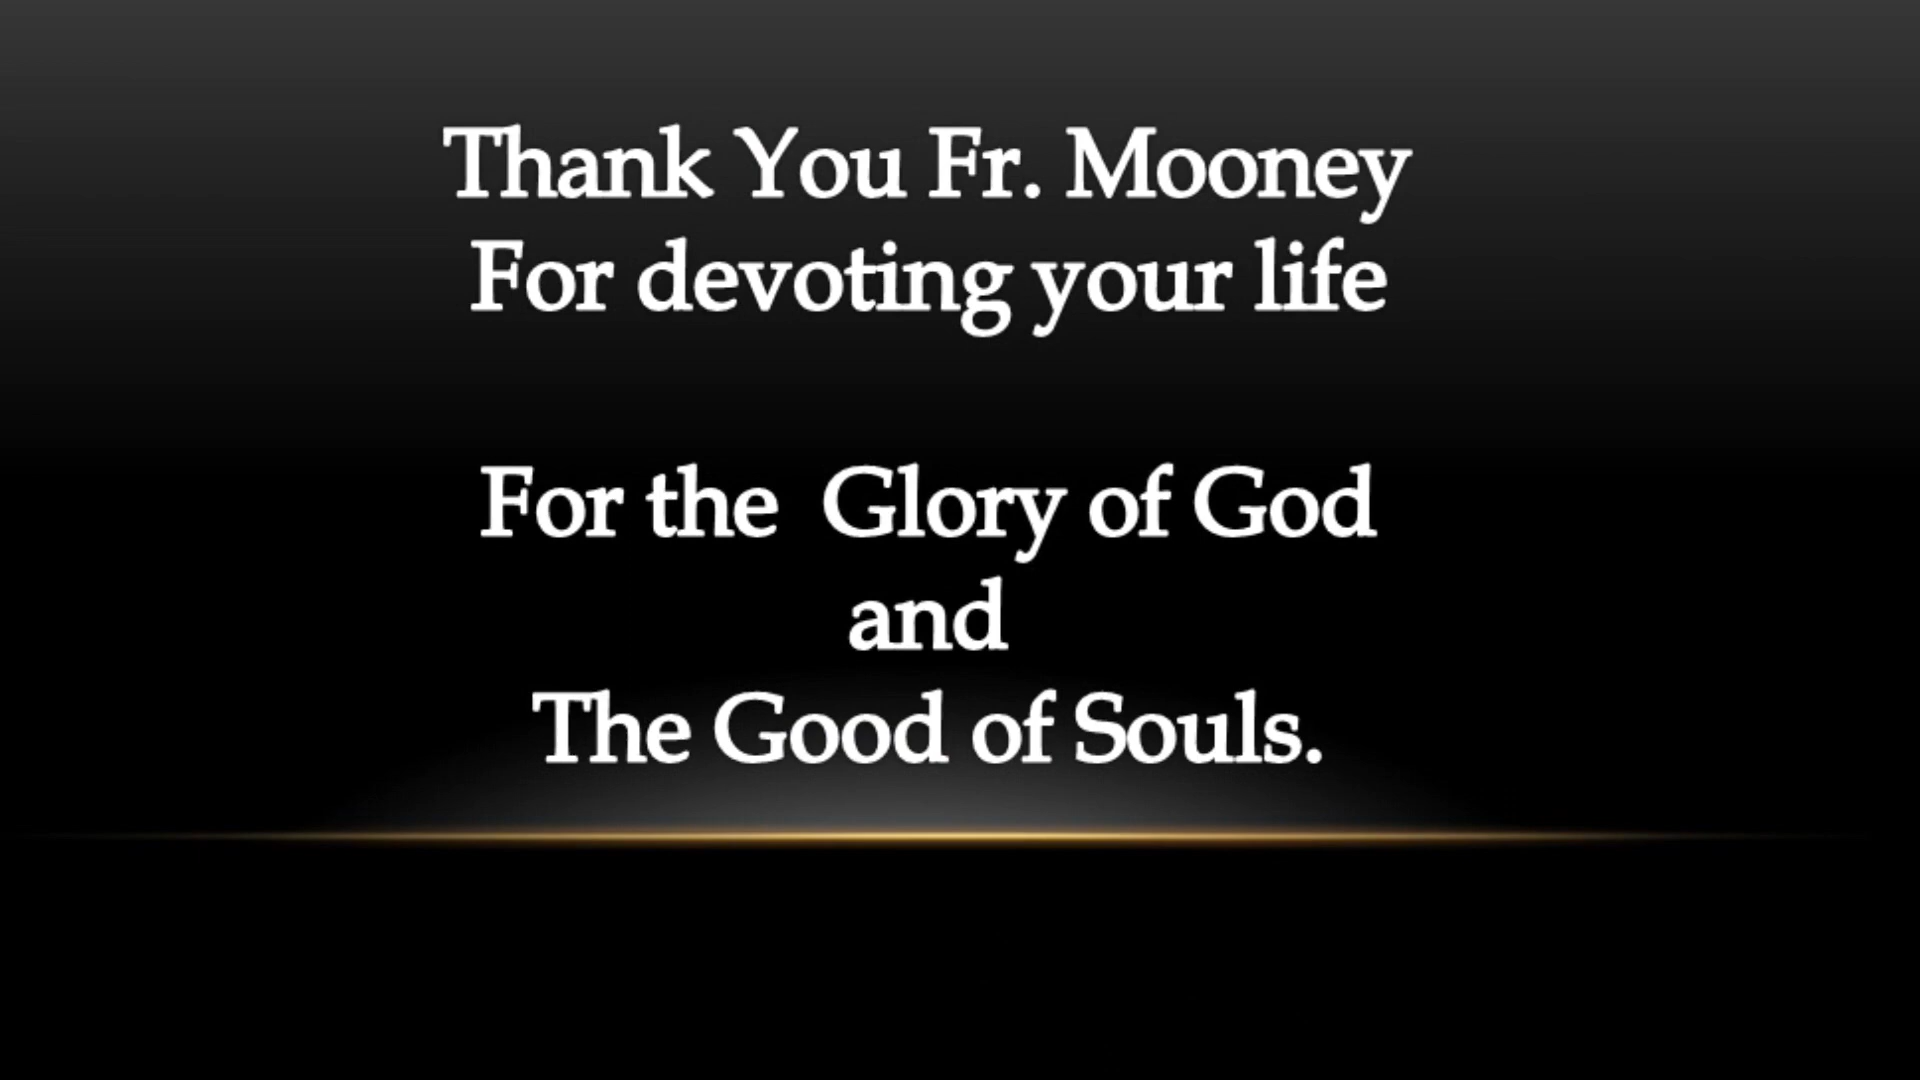 Thank You Fr. Mooney
For devoting your life
For the  Glory of God
and
The Good of Souls.